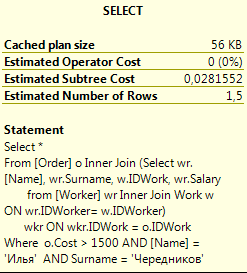 SELECT
Cached plan size 56 KB
Estimated Operator Cost 0 (0%)
Estimated Subtree Cost 0,0281552
Estimated Number of Rows 1,5
Statement
Select *
From [Order] o Inner Join (Select wr.
[Name], wr.Surname, w.IDWork, wr.Salary
from [Worker] wr Inner Join Work w
ON wr.IDWorker= w.IDWorker)
wkr ON wkr.IDWork = o.IDWork
Where o.Cost > 1500 AND [Name] =
'Илья' AND Surname = 'Чередников'